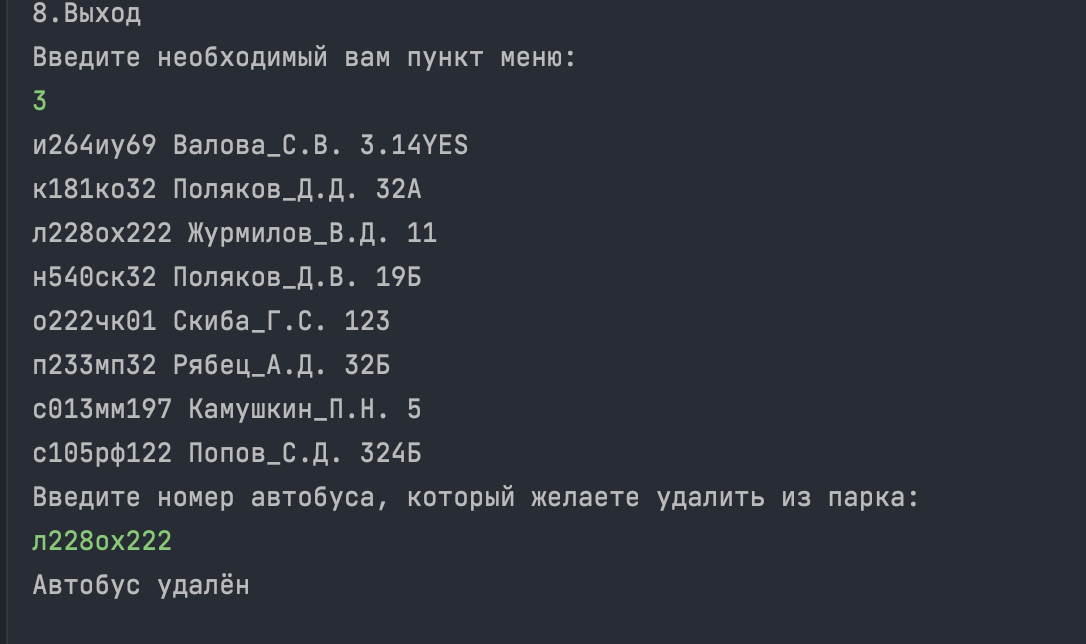 8.Выход
Введите необходимый вам пункт меню:
3
и264иу69 Валова_С.В. 3.14YES
к181ко32 Поляков_Д.Д. 32А
л228ох222 Журмилов_В.Д. 11
н540ск32 Поляков_Д.В. 19Б
о222чк01 Скиба_Г.С. 123
п233мп32 Рябец_А.Д. 32Б
с013мм197 Камушкин_П.Н. 5
с105рф122 Попов_С.Д. 324Б
Введите номер автобуса, который желаете удалить из парка:
л228ох222
Автобус удалён